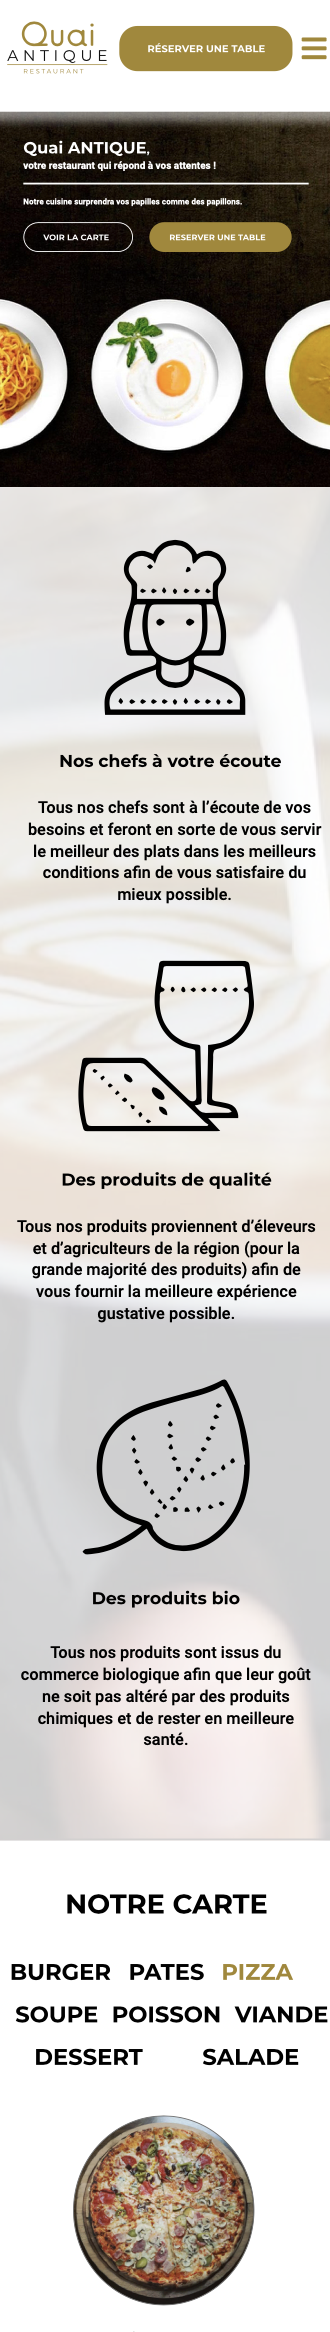 Quai
ANTIQUE
RESTAURANT
RÉSERVER UNE TABLE
Quai ANTIQUE,
votre restaurant qui répond à vos attentes !
Notre cuisine surprendra vos papilles comme des papillons.
VOIR LA CARTE
RESERVER UNE TABLE
Nos chefs à votre écoute
Tous nos chefs sont à l’écoute de vos
besoins et feront en sorte de vous servir
le meilleur des plats dans les meilleurs
conditions afin de vous satisfaire du
mieux possible.
Des produits de qualité
Tous nos produits proviennent d’éleveurs
et d’agriculteurs de la région (pour la
grande majorité des produits) afin de
vous fournir la meilleure expérience
gustative possible.
Des produits bio
Tous nos produits sont issus du
commerce biologique afin que leur goût
ne soit pas altéré par des produits
chimiques et de rester en meilleure
santé.
NOTRE CARTE
BURGER PATES PIZZA
SOUPE POISSON VIANDE
DESSERT SALADE